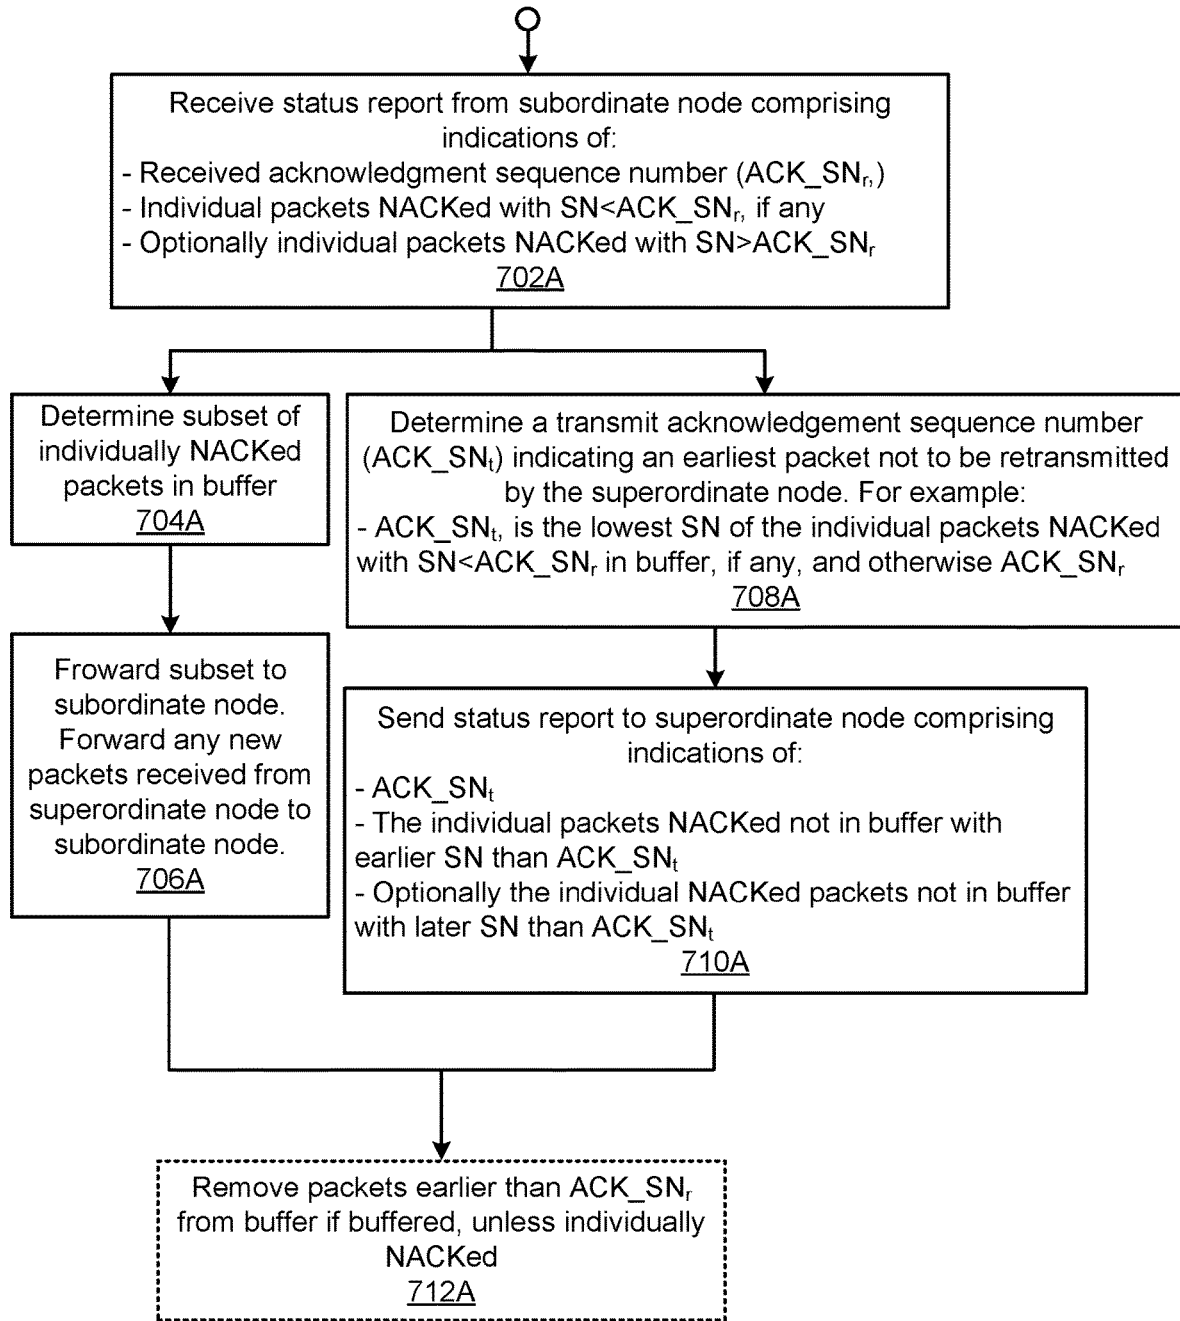 Receive status report from subordinate node comprising
indications of:
- Received acknowledgment sequence number (ACK_SNr,)
- Individual packets NACKed with SN<ACK_SNr, if any
- Optionally individual packets NACKed with SN>ACK_SNr
702A
Determine subset of
individually NACKed
packets in buffer
704A
Froward subset to
subordinate node.
Forward any new
packets received from
superordinate node to
subordinate node.
706A
Determine a transmit acknowledgement sequence number
(ACK_SNt) indicating an earliest packet not to be retransmitted
by the superordinate node. For example:
- ACK_SNt, is the lowest SN of the individual packets NACKed
with SN<ACK_SNr in buffer, if any, and otherwise ACK_SNr
708A
Send status report to superordinate node comprising
indications of:
- ACK_SNt
- The individual packets NACKed not in buffer with
earlier SN than ACK_SNt
- Optionally the individual NACKed packets not in buffer
with later SN than ACK_SNt
710A
Remove packets earlier than ACK_SNr
from buffer if buffered, unless individually
NACKed
712A